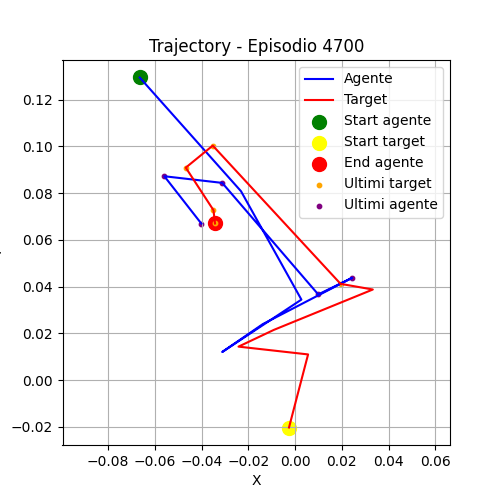 Trajectory - Episodio 4700
Agente
Target
Start agente
Start target
End agente
Ultimi target
Ultimi agente
0.12
0.10
0.08
0.06
0.04
0.02
0.00
−0.02
−0.08 −0.06 −0.04 −0.02 0.00 0.02 0.04 0.06
X